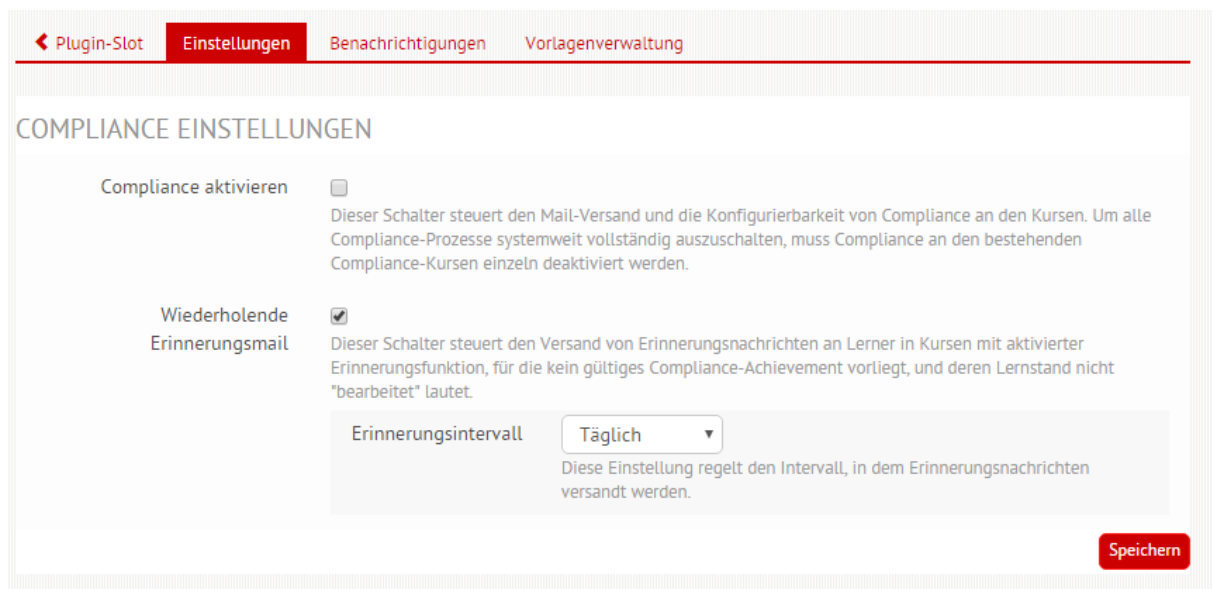 Plugin-Slot Einstellungen Benachrichtigungen Vorlagenverwaltung
COMPLIANCE EINSTELLUNGEN
Compliance aktivieren
Dieser Schalter steuert den Mail-Versand und die Konfigurierbarkeit von Compliance an den Kursen. Um alle
Compliance-Prozesse systemweit vollständig auszuschalten, muss Compliance an den bestehenden
Compliance-Kursen einzeln deaktiviert werden.
Wiederholende
Erinnerungsmail
Dieser Schalter steuert den Versand von Erinnerungsnachrichten an Lerner in Kursen mit aktivierter
Erinnerungsfunktion, für die kein gültiges Compliance-Achievement vorliegt, und deren Lernstand nicht
"bearbeitet" lautet.
Erinnerungsintervall Täglich
Diese Einstellung regelt den Intervall, in dem Erinnerungsnachrichten
versandt werden.
Speichern